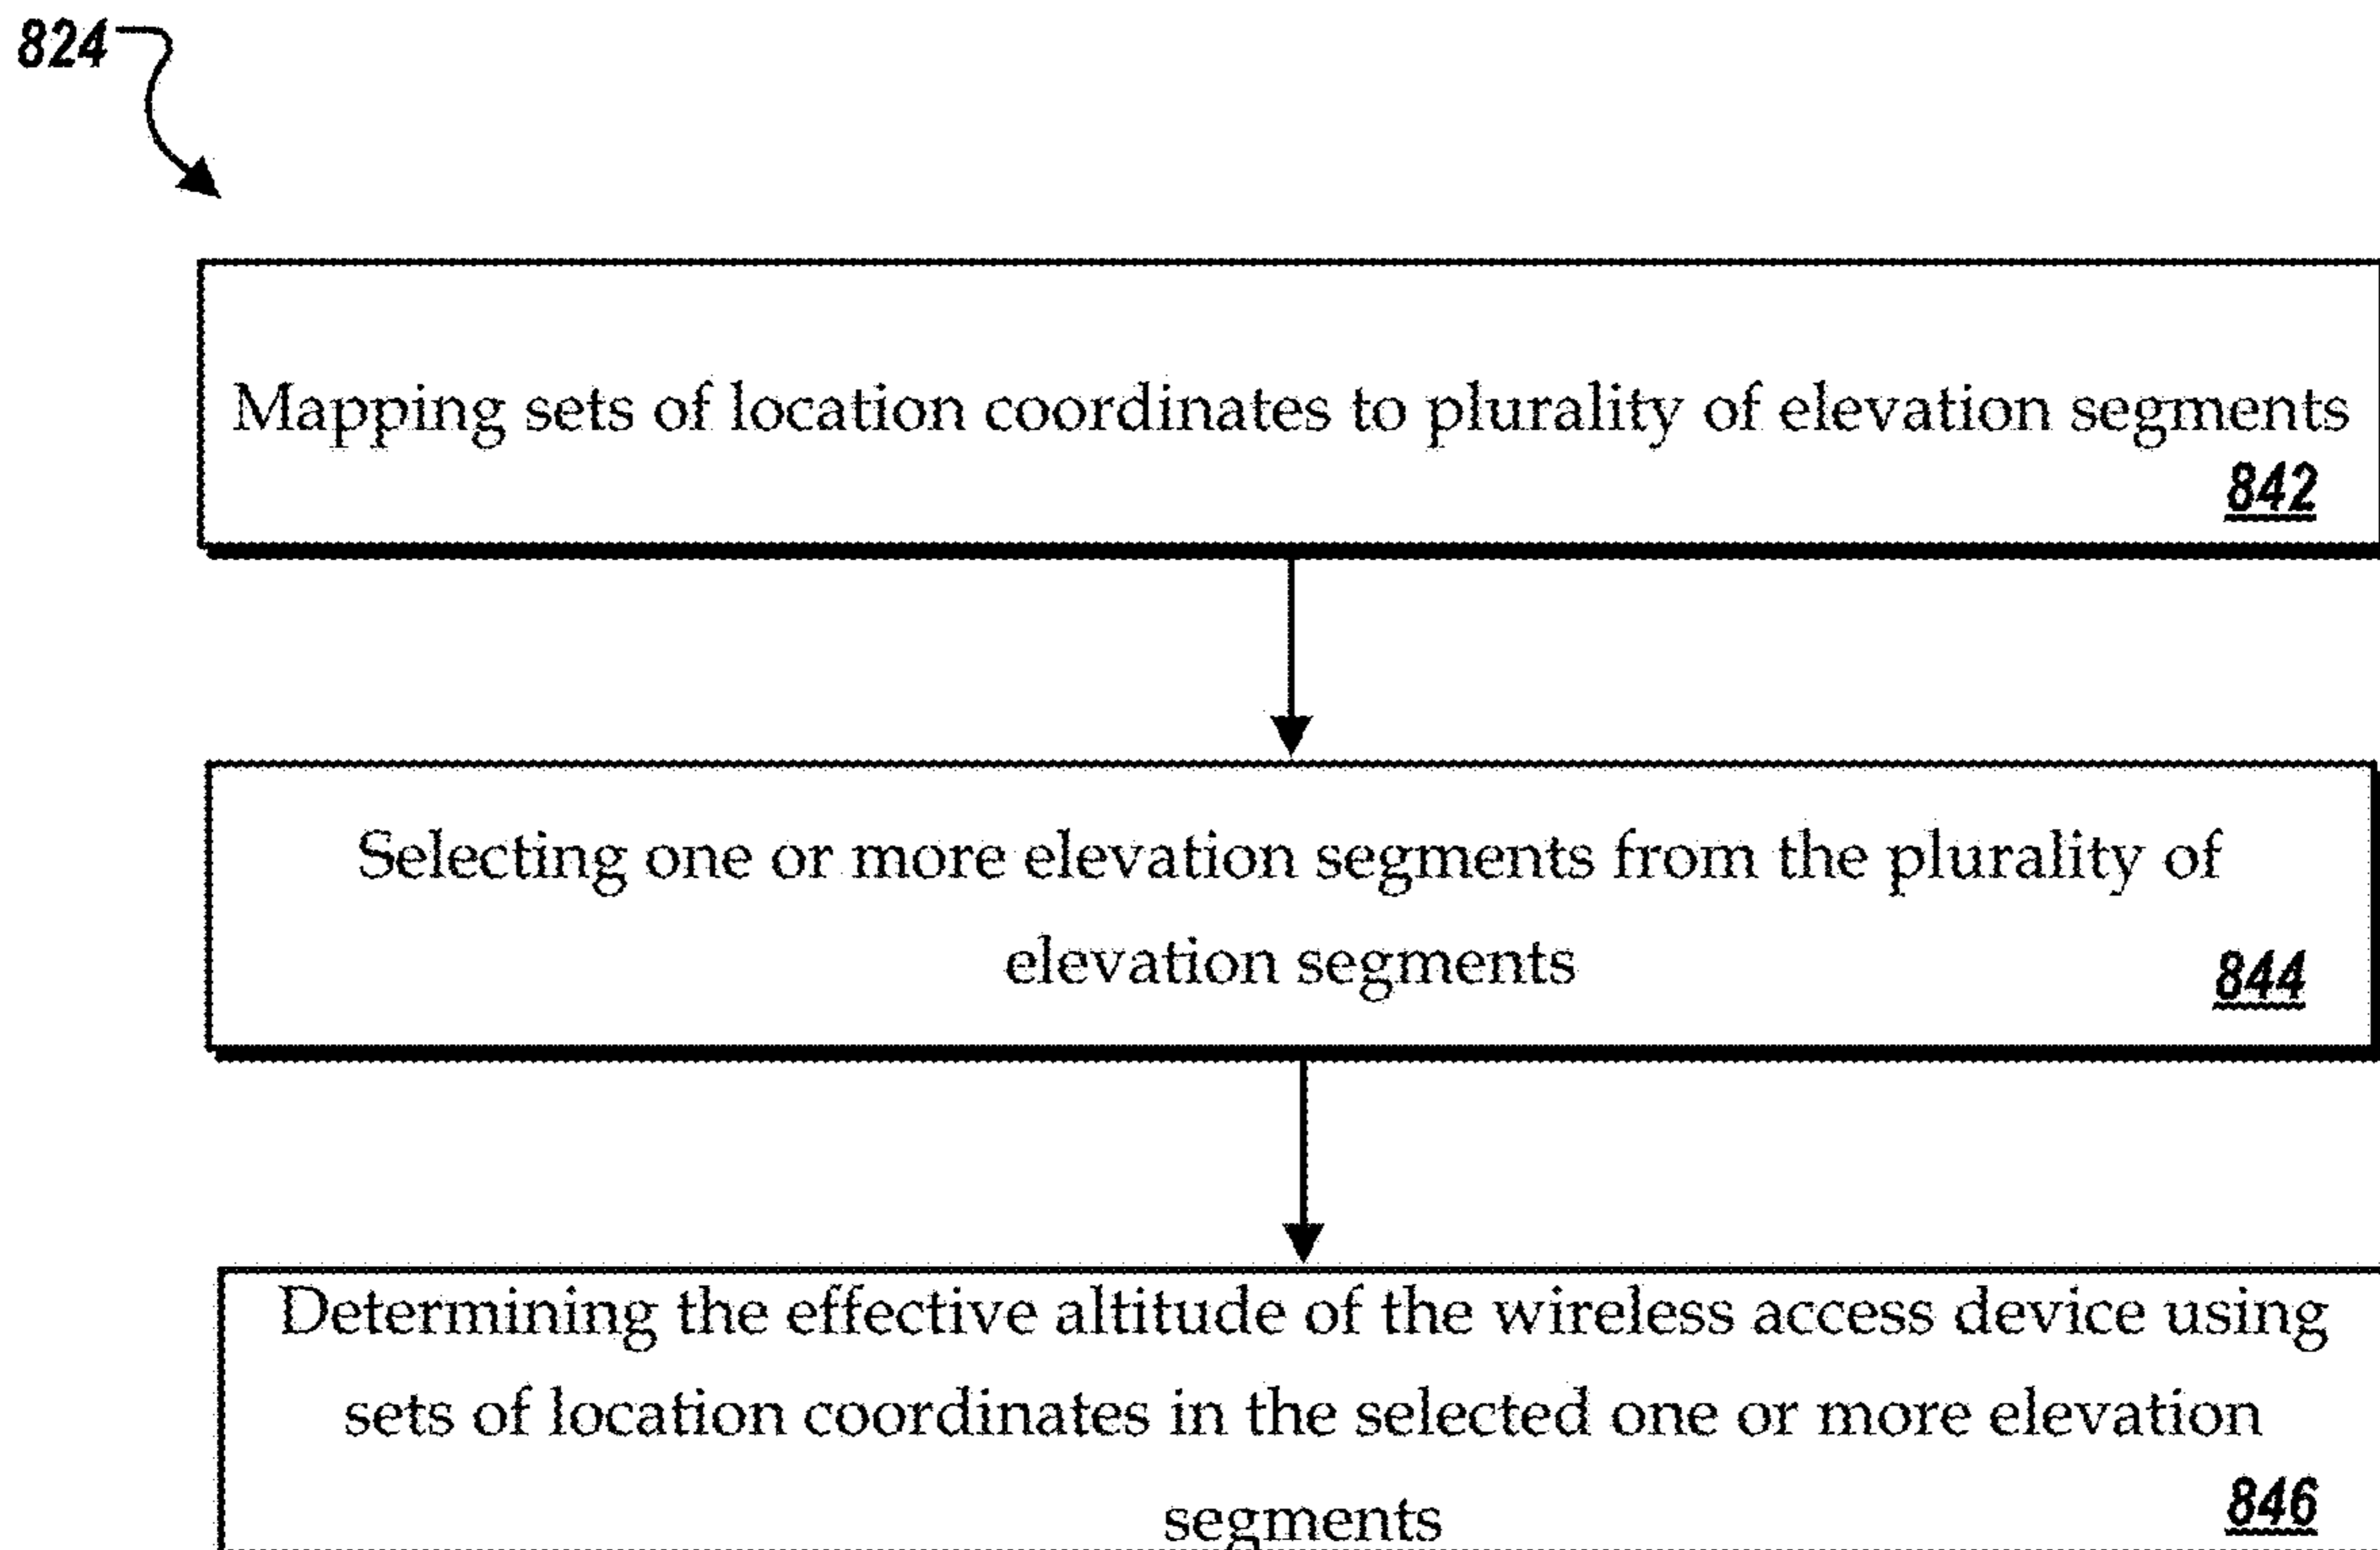 824
Mapping sets of location coordinates to plurality of elevation segments
842
Selecting one or more elevation segments from the plurality of
elevation segments
844
Determining the effective altitude of the wireless access device using
sets of location coordinates in the selected one or more elevation
segments
846